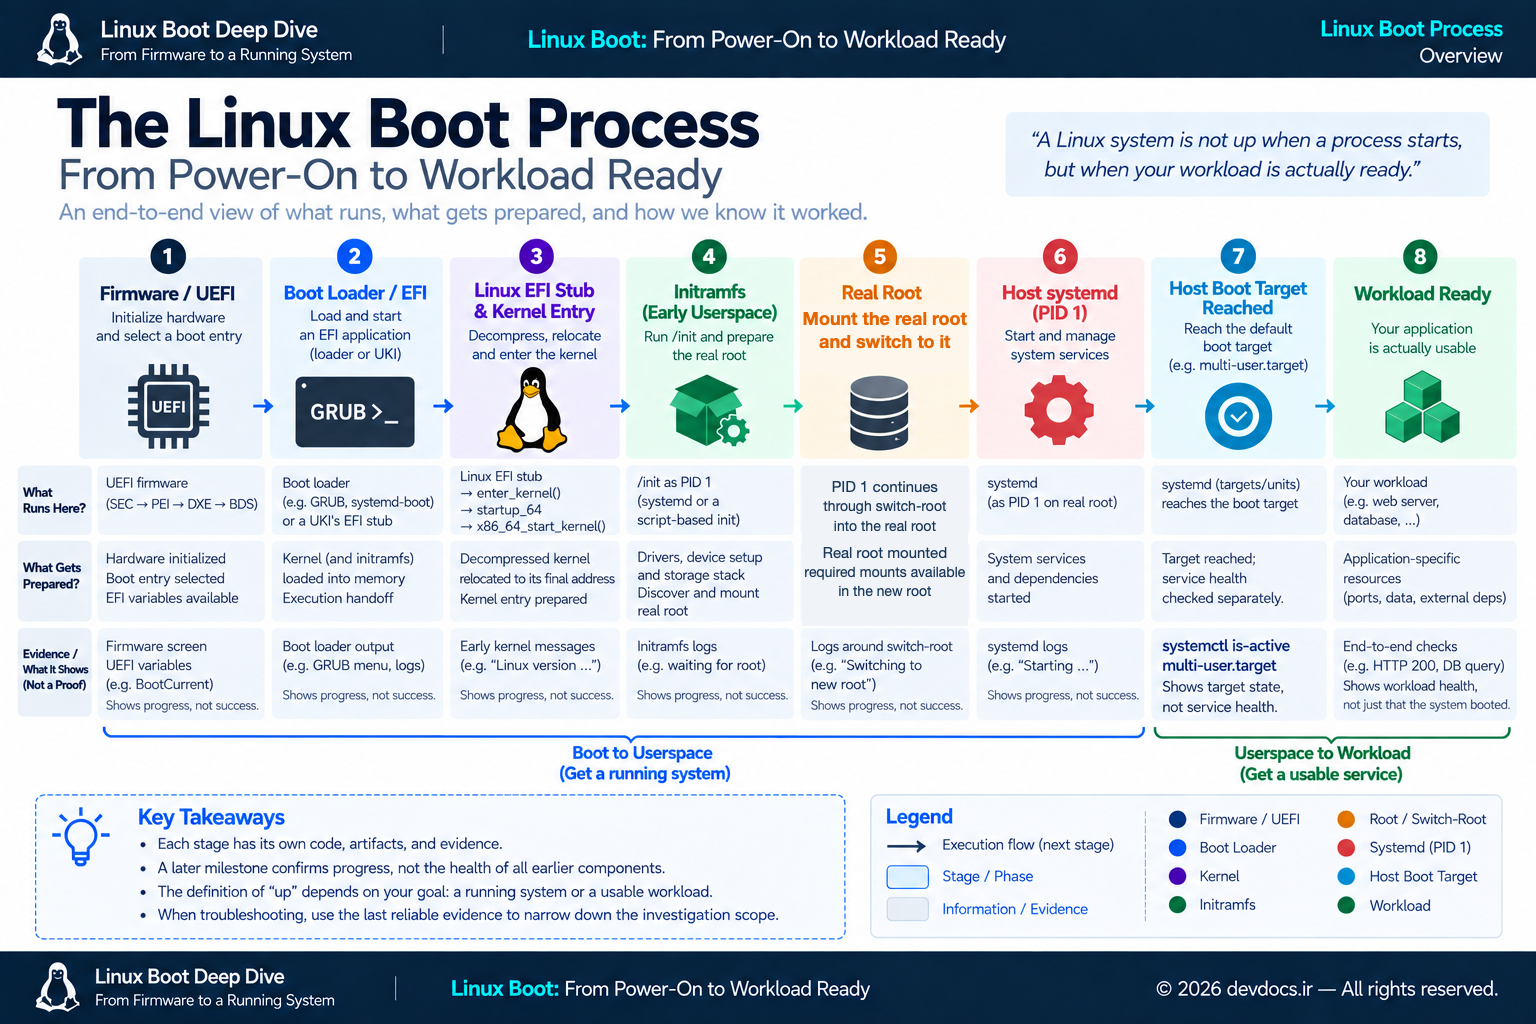 Linux Boot Deep Dive
From Firmware to a Running System
Linux Boot: From Power-On to Workload Ready
Linux Boot Process
Overview
The Linux Boot Process
From Power-On to Workload Ready
An end-to-end view of what runs, what gets prepared, and how we know it worked.
“A Linux system is not up when a process starts,
but when your workload is actually ready.”
1
Firmware / UEFI
Initialize hardware
and select a boot entry
UEFI
2
Boot Loader / EFI
Load and start
an EFI application
(loader or UKI)
GRUB >_
3
Linux EFI Stub
& Kernel Entry
Decompress, relocate
and enter the kernel
4
Initramfs
(Early Userspace)
Run /init and prepare
the real root
5
Real Root
Mount the real root
and switch to it
6
Host systemd
(PID 1)
Start and manage
system services
7
Host Boot Target
Reached
Reach the default
boot target
(e.g. multi-user.target)
8
Workload Ready
Your application
is actually usable
What
Runs Here?
UEFI firmware
(SEC → PEI → DXE → BDS)
Boot loader
(e.g. GRUB, systemd-boot)
or a UKI's EFI stub
Linux EFI stub
→ enter_kernel()
→ startup_64
→ x86_64_start_kernel()
/init as PID 1
(systemd or a
script-based init)
PID 1 continues
through switch-root
into the real root
systemd
(as PID 1 on real root)
systemd (targets/units)
reaches the boot target
Your workload
(e.g. web server,
database, ...)
What Gets
Prepared?
Hardware initialized
Boot entry selected
EFI variables available
Kernel (and initramfs)
loaded into memory
Execution handoff
Decompressed kernel
relocated to its final address
Kernel entry prepared
Drivers, device setup
and storage stack
Discover and mount
real root
Real root mounted
required mounts available
in the new root
System services
and dependencies
started
Target reached;
service health
checked separately.
Application-specific
resources
(ports, data, external deps)
Evidence /
What It Shows
(Not a Proof)
Firmware screen
UEFI variables
(e.g. BootCurrent)
Shows progress, not success.
Boot loader output
(e.g. GRUB menu, logs)
Shows progress, not success.
Early kernel messages
(e.g. “Linux version ...”)
Shows progress, not success.
Initramfs logs
(e.g. waiting for root)
Shows progress, not success.
Logs around switch-root
(e.g. “Switching to
new root”)
Shows progress, not success.
systemd logs
(e.g. “Starting ...”)
Shows progress, not success.
systemctl is-active
multi-user.target
Shows target state,
not service health.
End-to-end checks
(e.g. HTTP 200, DB query)
Shows workload health,
not just that the system booted.
Boot to Userspace
(Get a running system)
Userspace to Workload
(Get a usable service)
Key Takeaways
• Each stage has its own code, artifacts, and evidence.
• A later milestone confirms progress, not the health of all earlier components.
• The definition of “up” depends on your goal: a running system or a usable workload.
• When troubleshooting, use the last reliable evidence to narrow down the investigation scope.
Legend
Execution flow (next stage)
Stage / Phase
Information / Evidence
Firmware / UEFI
Boot Loader
Kernel
Initramfs
Root / Switch-Root
Systemd (PID 1)
Host Boot Target
Workload
Linux Boot Deep Dive
From Firmware to a Running System
Linux Boot: From Power-On to Workload Ready
© 2026 devdocs.ir — All rights reserved.